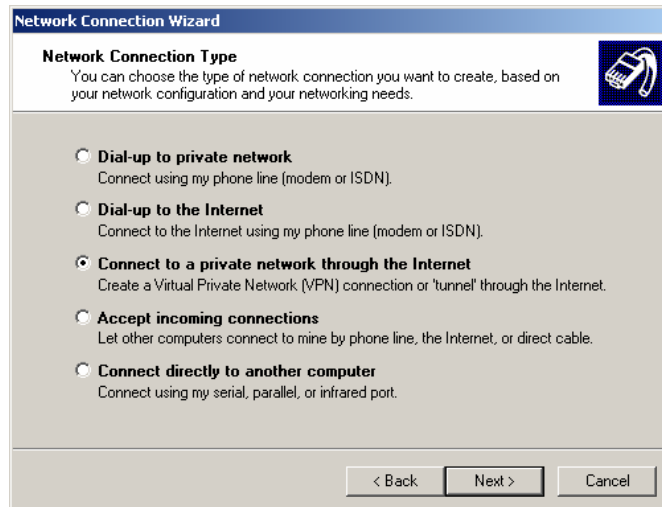 Network Connection Wizard
Network Connection Type
You can choose the type of network connection you want to create, based on
your network configuration and your networking needs.
Dial-up to private network
Connect using my phone line (modem or ISDN).
Dial-up to the Internet
Connect to the Internet using my phone line (modem or ISDN).
Connect to a private network through the Internet
Create a Virtual Private Network (VPN) connection or 'tunnel' through the Internet.
Accept incoming connections
Let other computers connect to mine by phone line, the Internet, or direct cable.
Connect directly to another computer
Connect using my serial, parallel, or infrared port.
< Back Next > Cancel